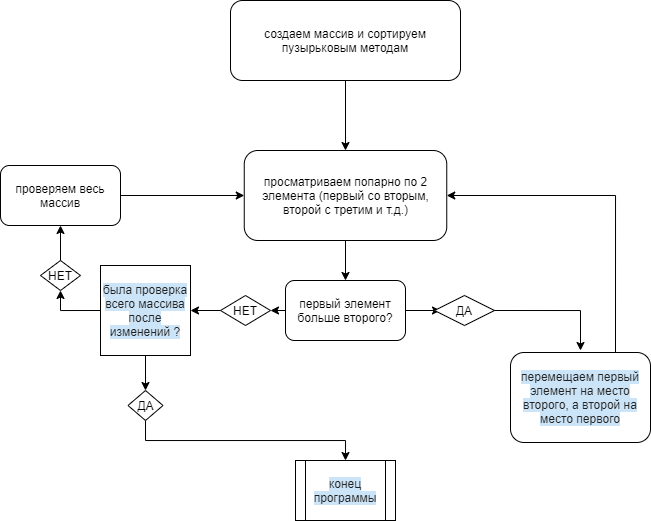 создаем массив и сортируем
пузырьковым методам
просматриваем попарно по 2
элемента (первый со вторым,
второй с третим и т.д.)
проверяем весь
массив
НЕТ
была проверка
всего массива
после
изменений ?
НЕТ
первый элемент
больше второго?
ДА
перемещаем первый
элемент на место
второго, а второй на
место первого
ДА
конец
программы